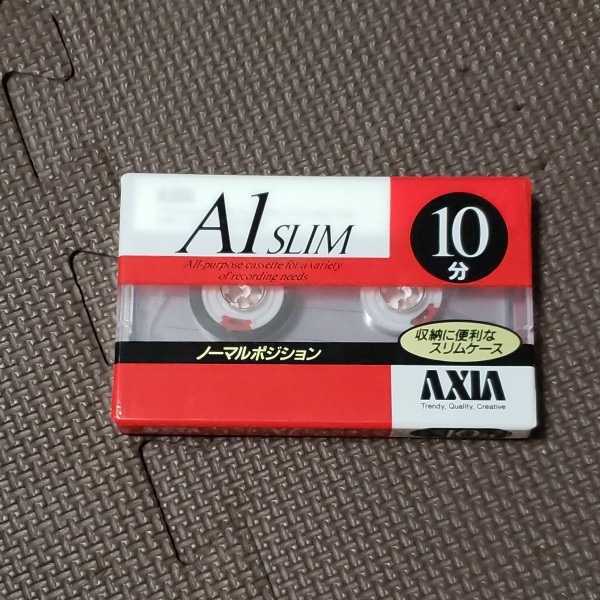 A1 SLIM
All-purpose cassette for a variety
of recording needs
10
分
ノーマルポジション
収納に便利な
スリムケース
AXIA
Trendy, Quality, Creative